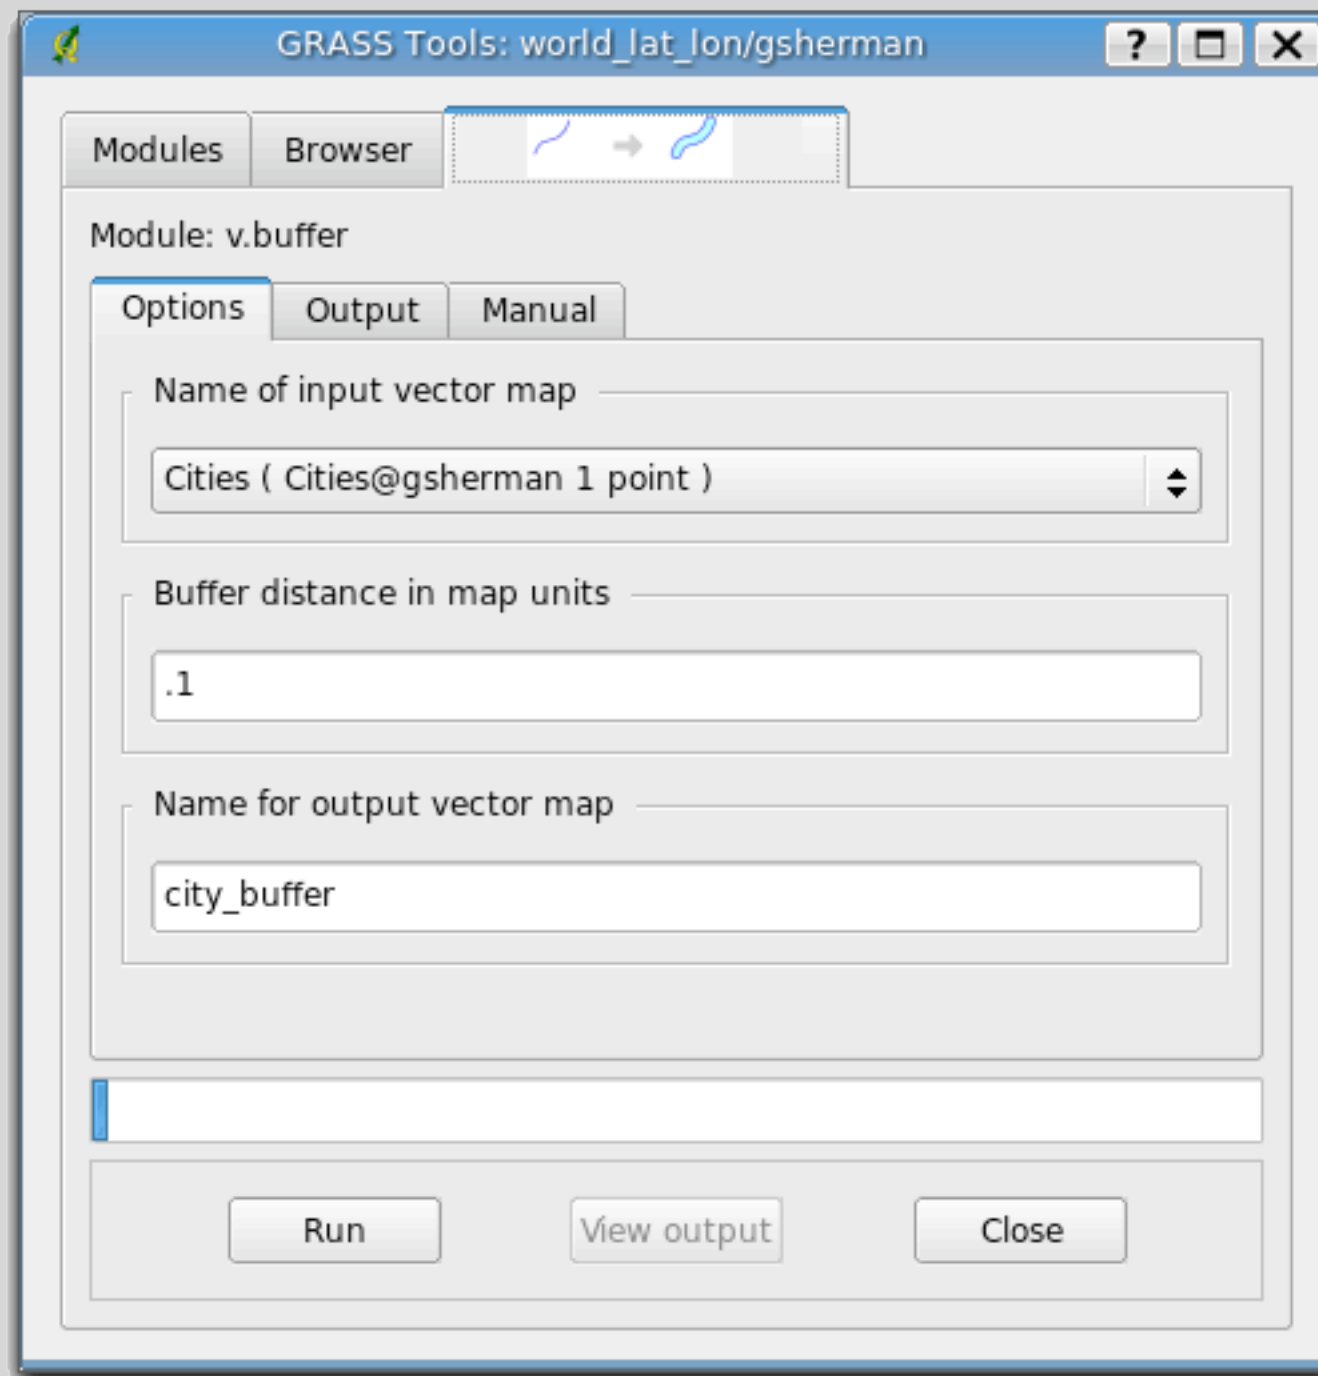 GRASS Tools: world_lat_lon/gsherman ?
Modules Browser
Module: v.buffer
Options Output Manual
Name of input vector map
Cities ( Cities@gsherman 1 point )
Buffer distance in map units
.1
Name for output vector map
city_buffer
Run View output Close